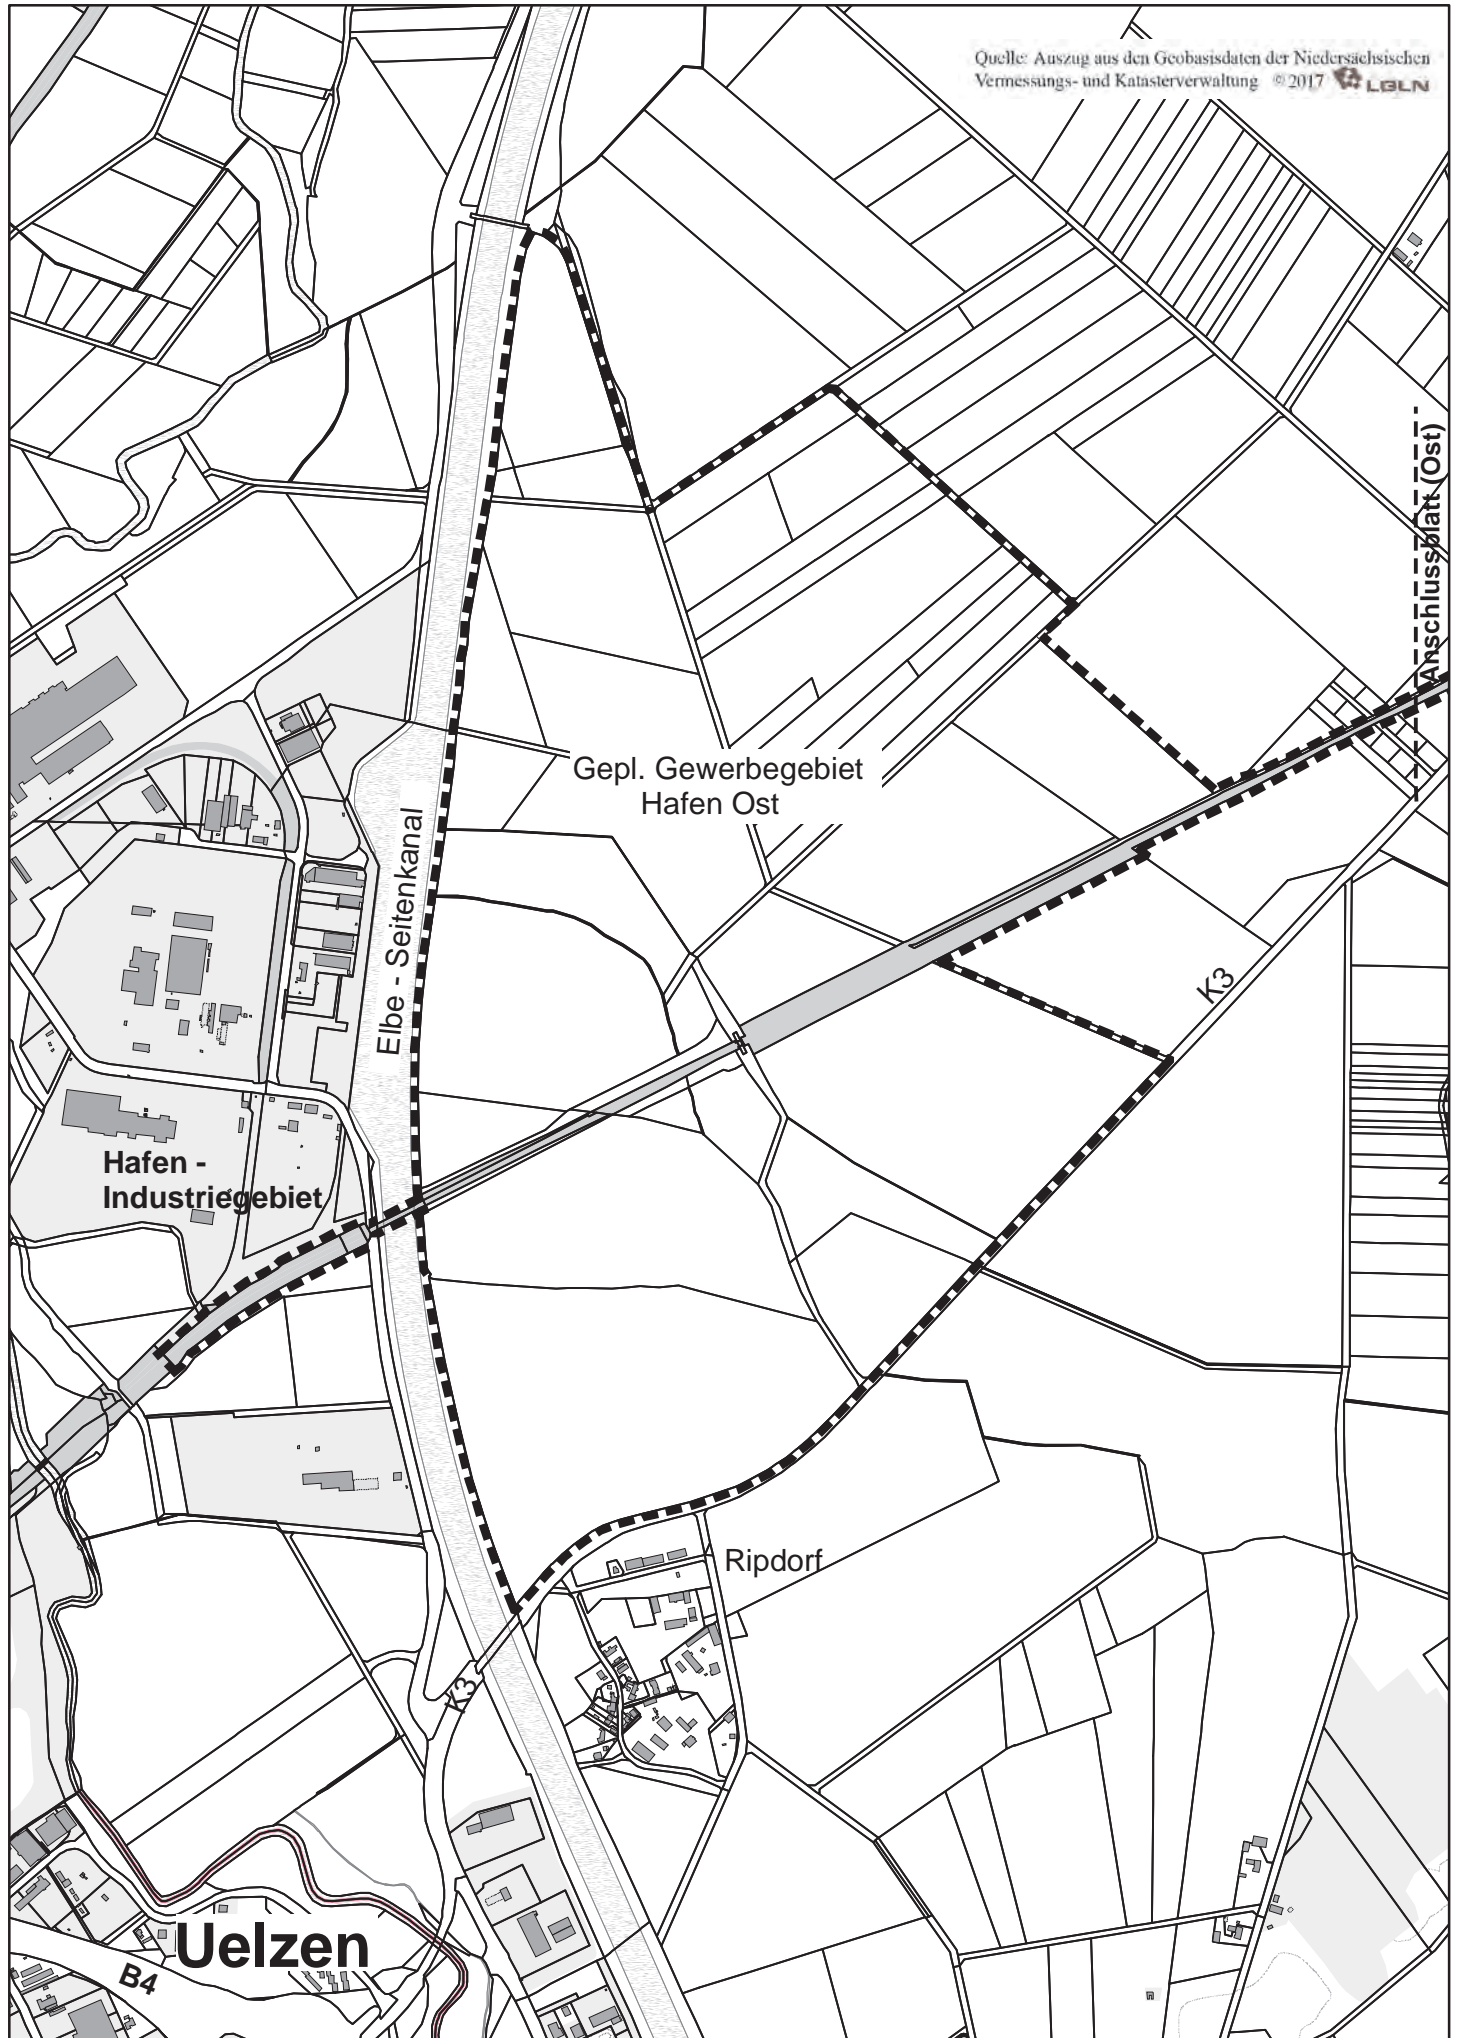 Quelle: Auszug aus den Geobasisdaten der Niedersächsischen
Vermessungs- und Katasterverwaltung © 2017 LGLN
Anschlussblatt (Ost)
Gepl. Gewerbegebiet
Hafen Ost
Elbe - Seitenkanal
K3
Hafen -
Industriegebiet
Ripdorf
K3
Uelzen
B4